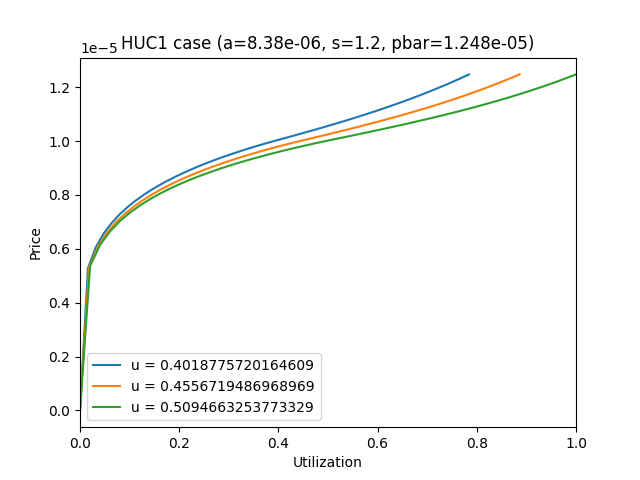 HUC1 case (a=8.38e-06, s=1.2, pbar=1.248e-05)
1e−5
1.2
1.0
0.8
0.6
0.4
0.2
0.0
Price
u = 0.4018775720164609
u = 0.4556719486968969
u = 0.5094663253773329
0.0 0.2 0.4 0.6 0.8 1.0
Utilization